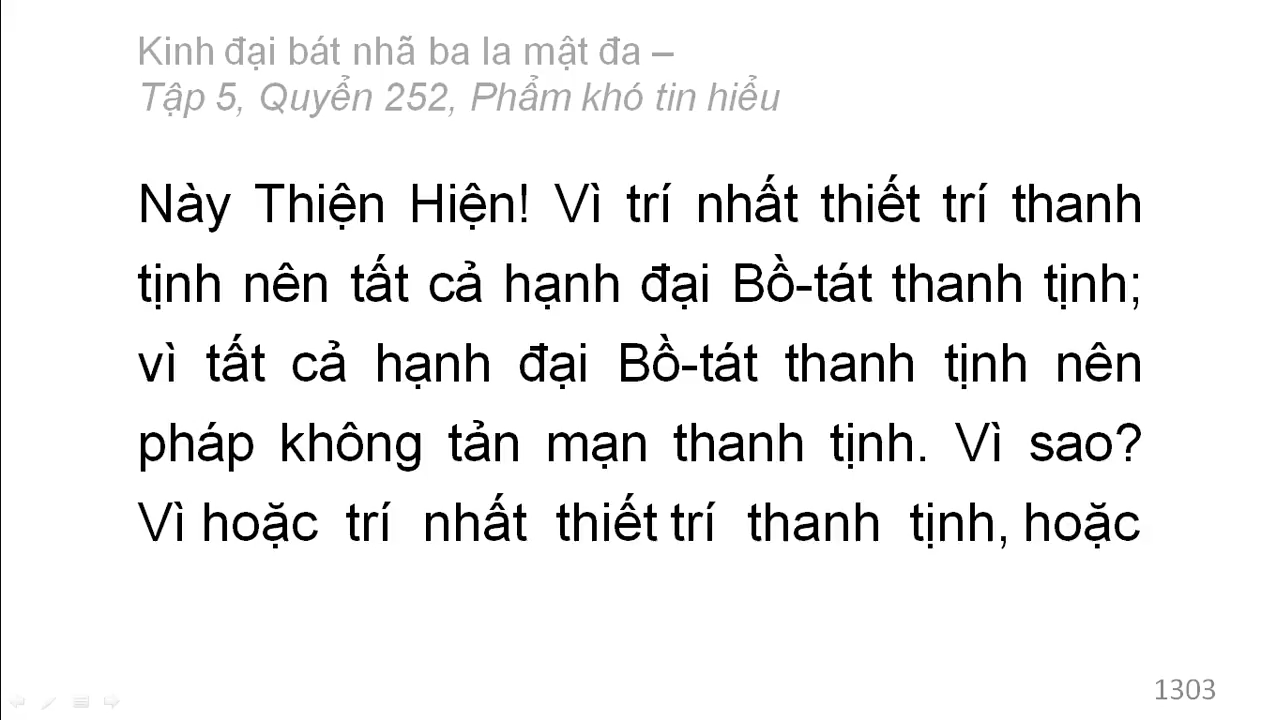 Kinh đại bát nhã ba la mật đa –
Tập 5, Quyển 252, Phẩm khó tin hiểu
Này Thiện Hiện! Vì trí nhất thiết trí thanh
tịnh nên tất cả hạnh đại Bồ-tát thanh tịnh;
vì tất cả hạnh đại Bồ-tát thanh tịnh nên
pháp không tản mạn thanh tịnh. Vì sao?
Vì hoặc trí nhất thiết trí thanh tịnh, hoặc
1303